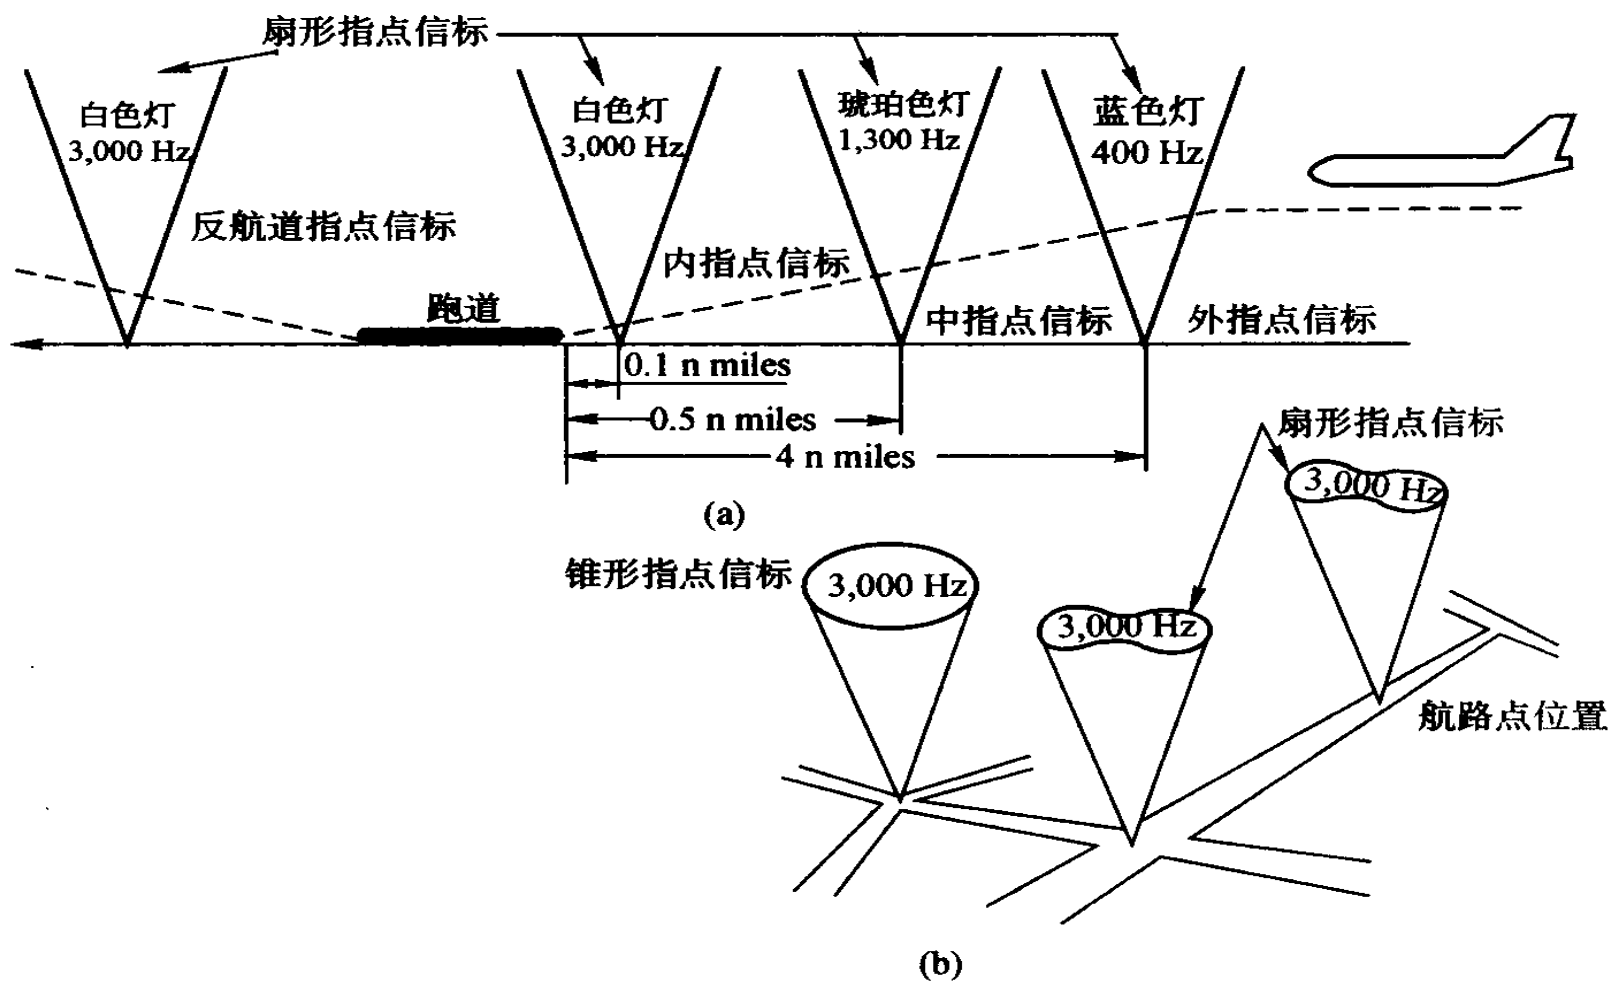 扇形指点信标
白色灯
3,000 Hz
白色灯
3,000 Hz
琥珀色灯
1,300 Hz
蓝色灯
400 Hz
反航道指点信标
内指点信标
跑道
中指点信标
外指点信标
0.1 n miles
0.5 n miles
4 n miles
(a)
扇形指点信标
3,000 Hz
锥形指点信标
3,000 Hz
3,000 Hz
航路点位置
(b)